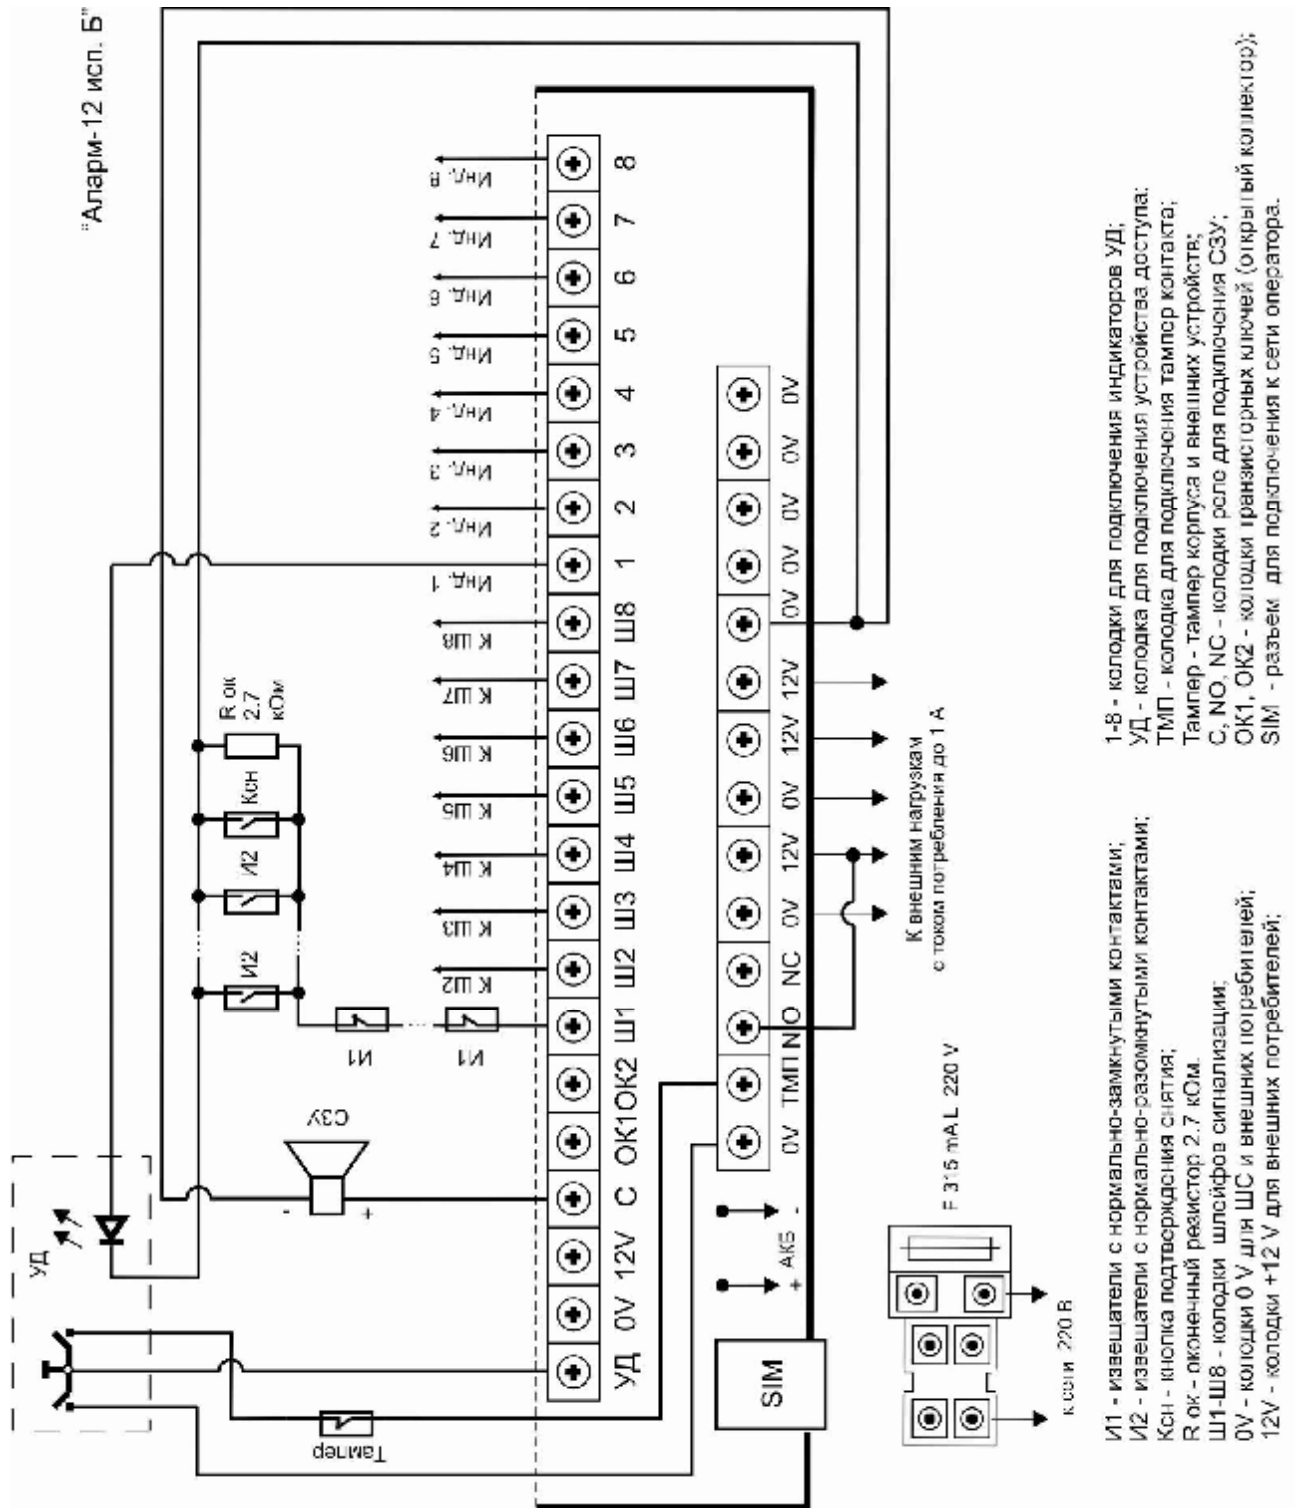 "Аларм-12 исп. Б"
УД
СЗУ
-
+
Тампер
И1
И1
И2
И2
Ксн
R ок
2.7
кОм
К Ш2
К Ш3
К Ш4
К Ш5
К Ш6
К Ш7
К Ш8
Инд. 1
Инд. 2
Инд. 3
Инд. 4
Инд. 5
Инд. 6
Инд. 7
Инд. 8
УД 0V 12V C ОК1 ОК2 Ш1 Ш2 Ш3 Ш4 Ш5 Ш6 Ш7 Ш8 1 2 3 4 5 6 7 8
SIM
+ АКБ -
0V ТМП NO NC 0V 12V 0V 12V 12V 0V 0V 0V 0V 0V
К внешним нагрузкам
с током потребления до 1 А
F 315 mA L 220 V
к сети 220 В
И1 - извещатели с нормально-замкнутыми контактами;
И2 - извещатели с нормально-разомкнутыми контактами;
Ксн - кнопка подтверждения снятия;
R ок - оконечный резистор 2.7 кОм.
Ш1-Ш8 - колодки шлейфов сигнализации;
0V - колодки 0 V для ШС и внешних потребителей;
12V - колодки +12 V для внешних потребителей;
1-8 - колодки для подключения индикаторов УД;
УД - колодка для подключения устройства доступа;
ТМП - колодка для подключения тампер контакта;
Тампер - тампер корпуса и внешних устройств;
C, NO, NC - колодки реле для подключения СЗУ;
ОК1, ОК2 - колодки транзисторных ключей (открытый коллектор);
SIM - разъем для подключения к сети оператора.